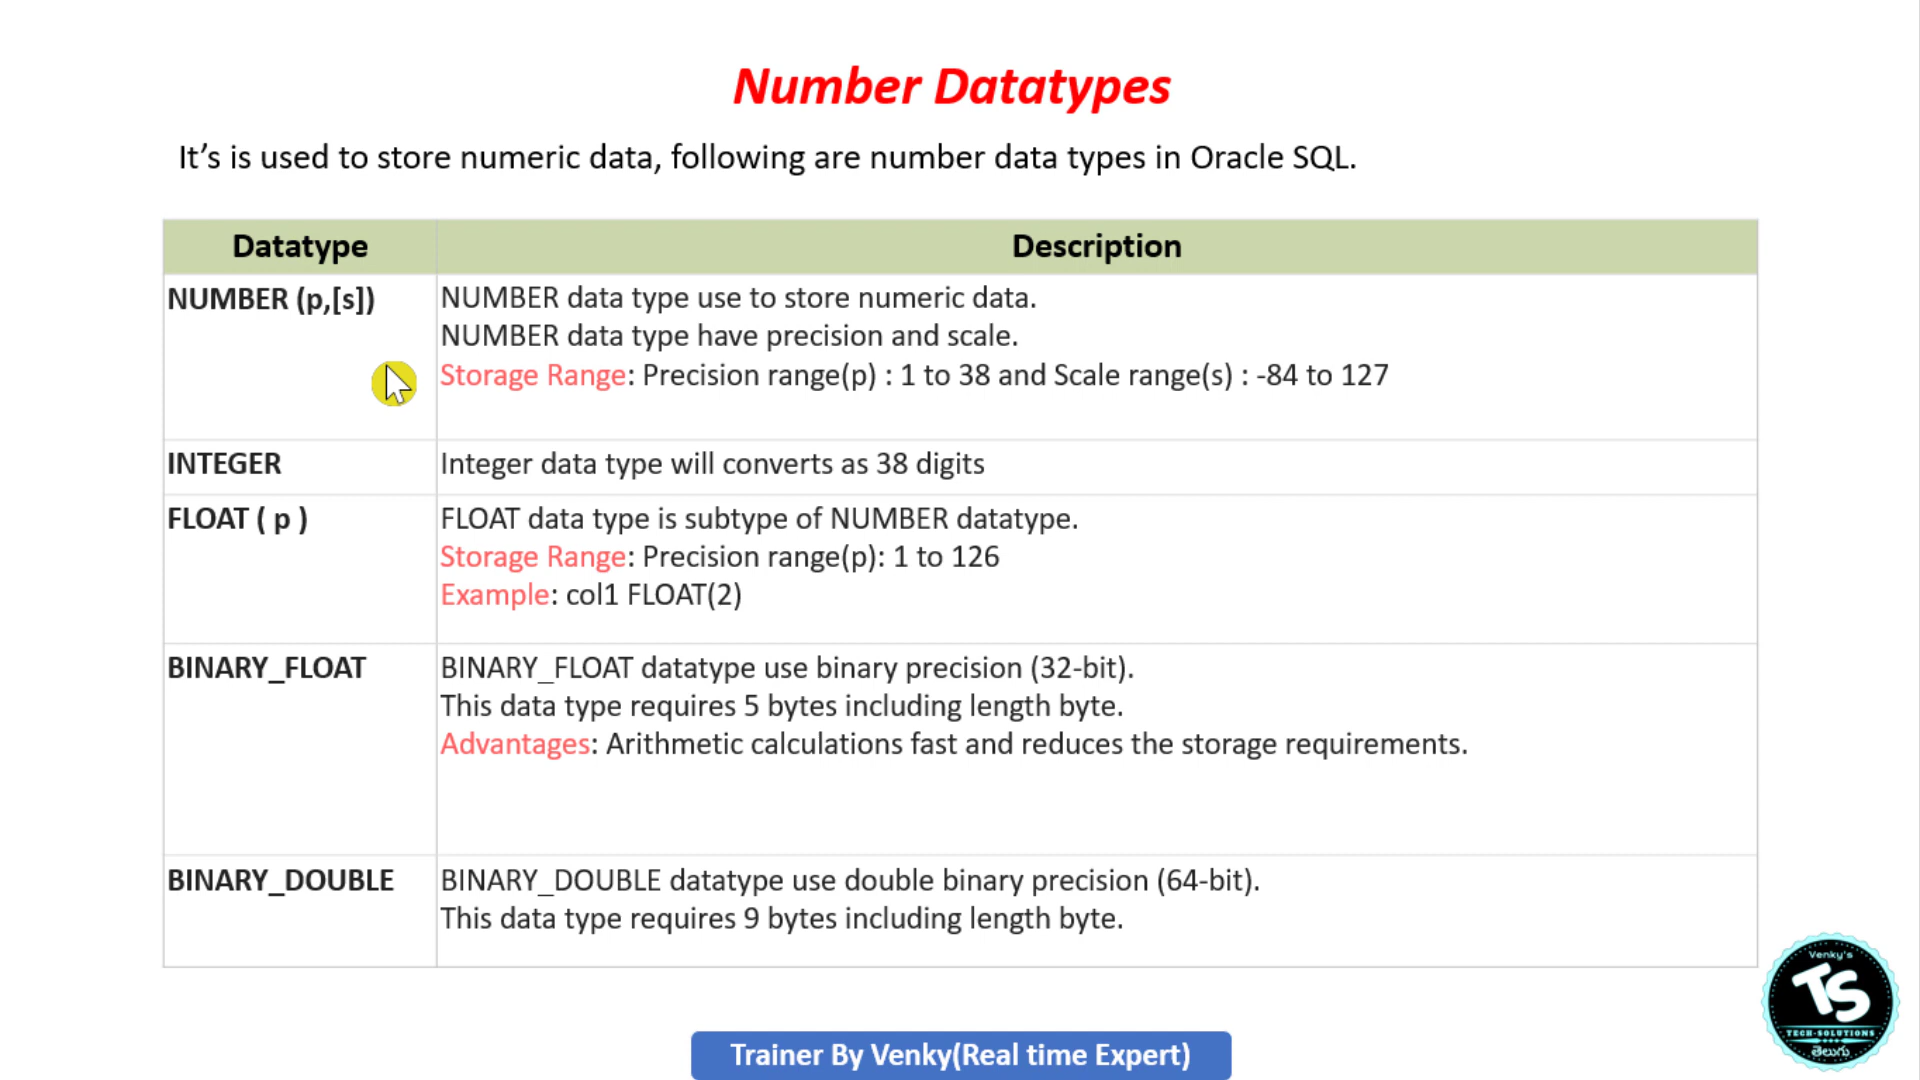 Number Datatypes
It’s is used to store numeric data, following are number data types in Oracle SQL.
Datatype
Description
NUMBER (p,[s])
NUMBER data type use to store numeric data.
NUMBER data type have precision and scale.
Storage Range: Precision range(p) : 1 to 38 and Scale range(s) : -84 to 127
INTEGER
Integer data type will converts as 38 digits
FLOAT ( p )
FLOAT data type is subtype of NUMBER datatype.
Storage Range: Precision range(p): 1 to 126
Example: col1 FLOAT(2)
BINARY_FLOAT
BINARY_FLOAT datatype use binary precision (32-bit).
This data type requires 5 bytes including length byte.
Advantages: Arithmetic calculations fast and reduces the storage requirements.
BINARY_DOUBLE
BINARY_DOUBLE datatype use double binary precision (64-bit).
This data type requires 9 bytes including length byte.
Venky's
TS
TECH-SOLUTIONS
తెలుగు
Trainer By Venky(Real time Expert)